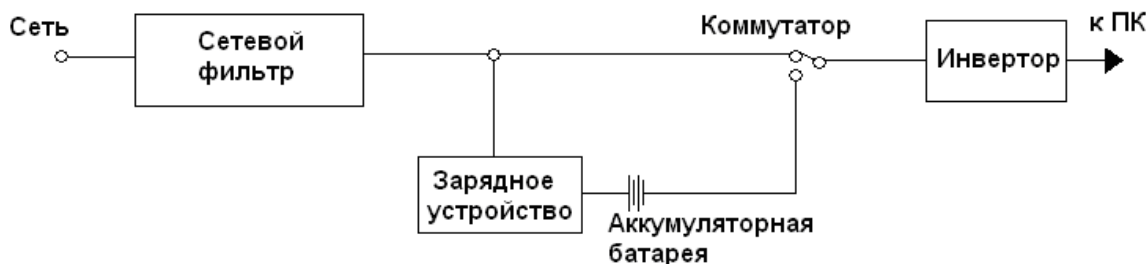 Сеть
Сетевой
фильтр
Коммутатор
Инвертор
к ПК
Зарядное
устройство
Аккумуляторная
батарея